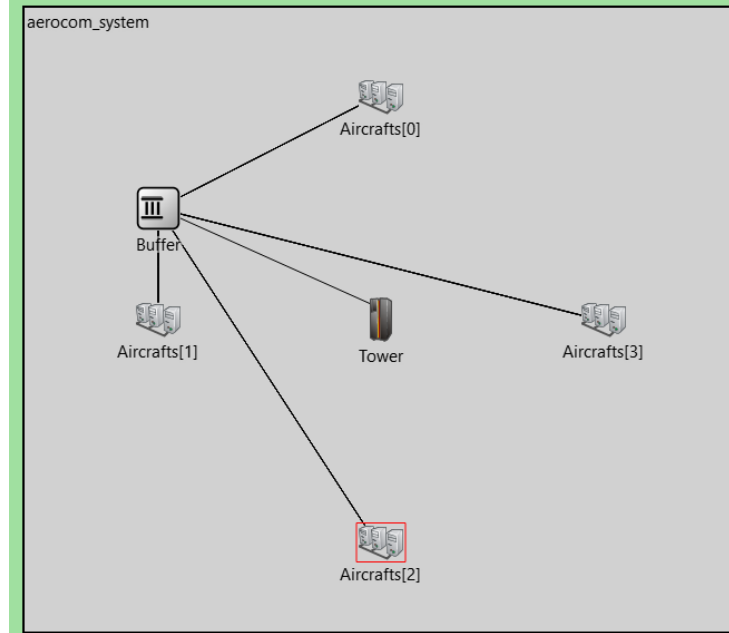 aerocom_system
Aircrafts[0]
Buffer
Aircrafts[1]
Tower
Aircrafts[3]
Aircrafts[2]